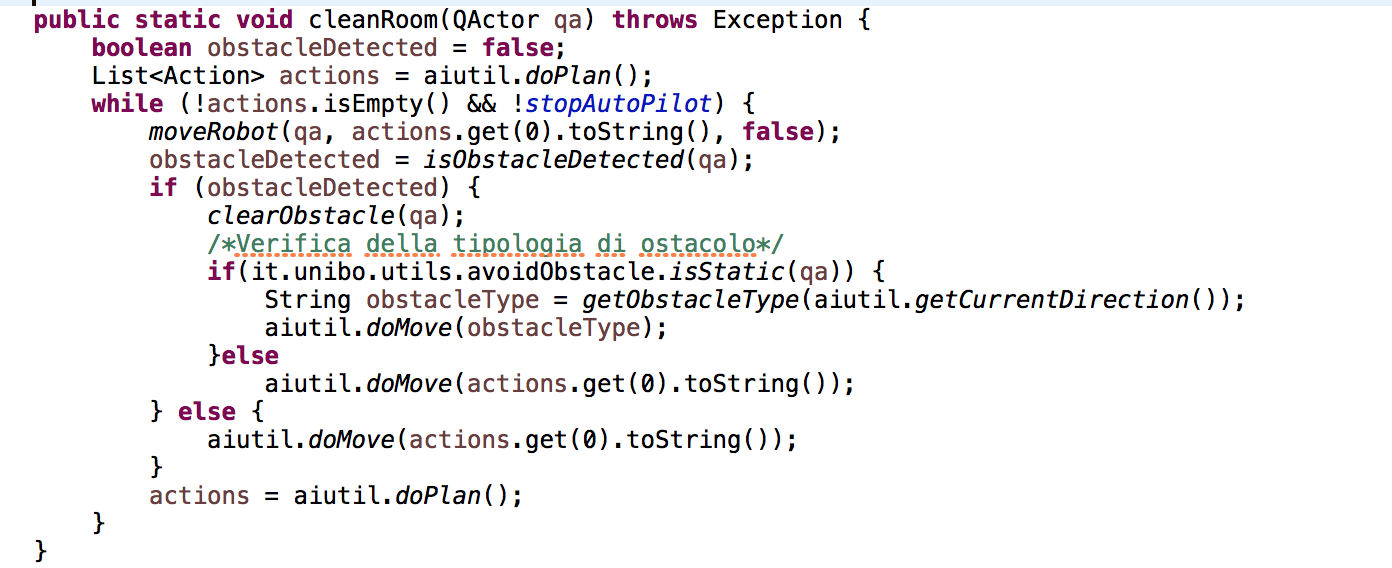 public static void cleanRoom(QActor qa) throws Exception {
    boolean obstacleDetected = false;
    List<Action> actions = aiutil.doPlan();
    while (!actions.isEmpty() && !stopAutoPilot) {
        moveRobot(qa, actions.get(0).toString(), false);
        obstacleDetected = isObstacleDetected(qa);
        if (obstacleDetected) {
            clearObstacle(qa);
            /*Verifica della tipologia di ostacolo*/
            if(it.unibo.utils.avoidObstacle.isStatic(qa)) {
                String obstacleType = getObstacleType(aiutil.getCurrentDirection());
                aiutil.doMove(obstacleType);
            }else
                aiutil.doMove(actions.get(0).toString());
        } else {
            aiutil.doMove(actions.get(0).toString());
        }
        actions = aiutil.doPlan();
    }
}